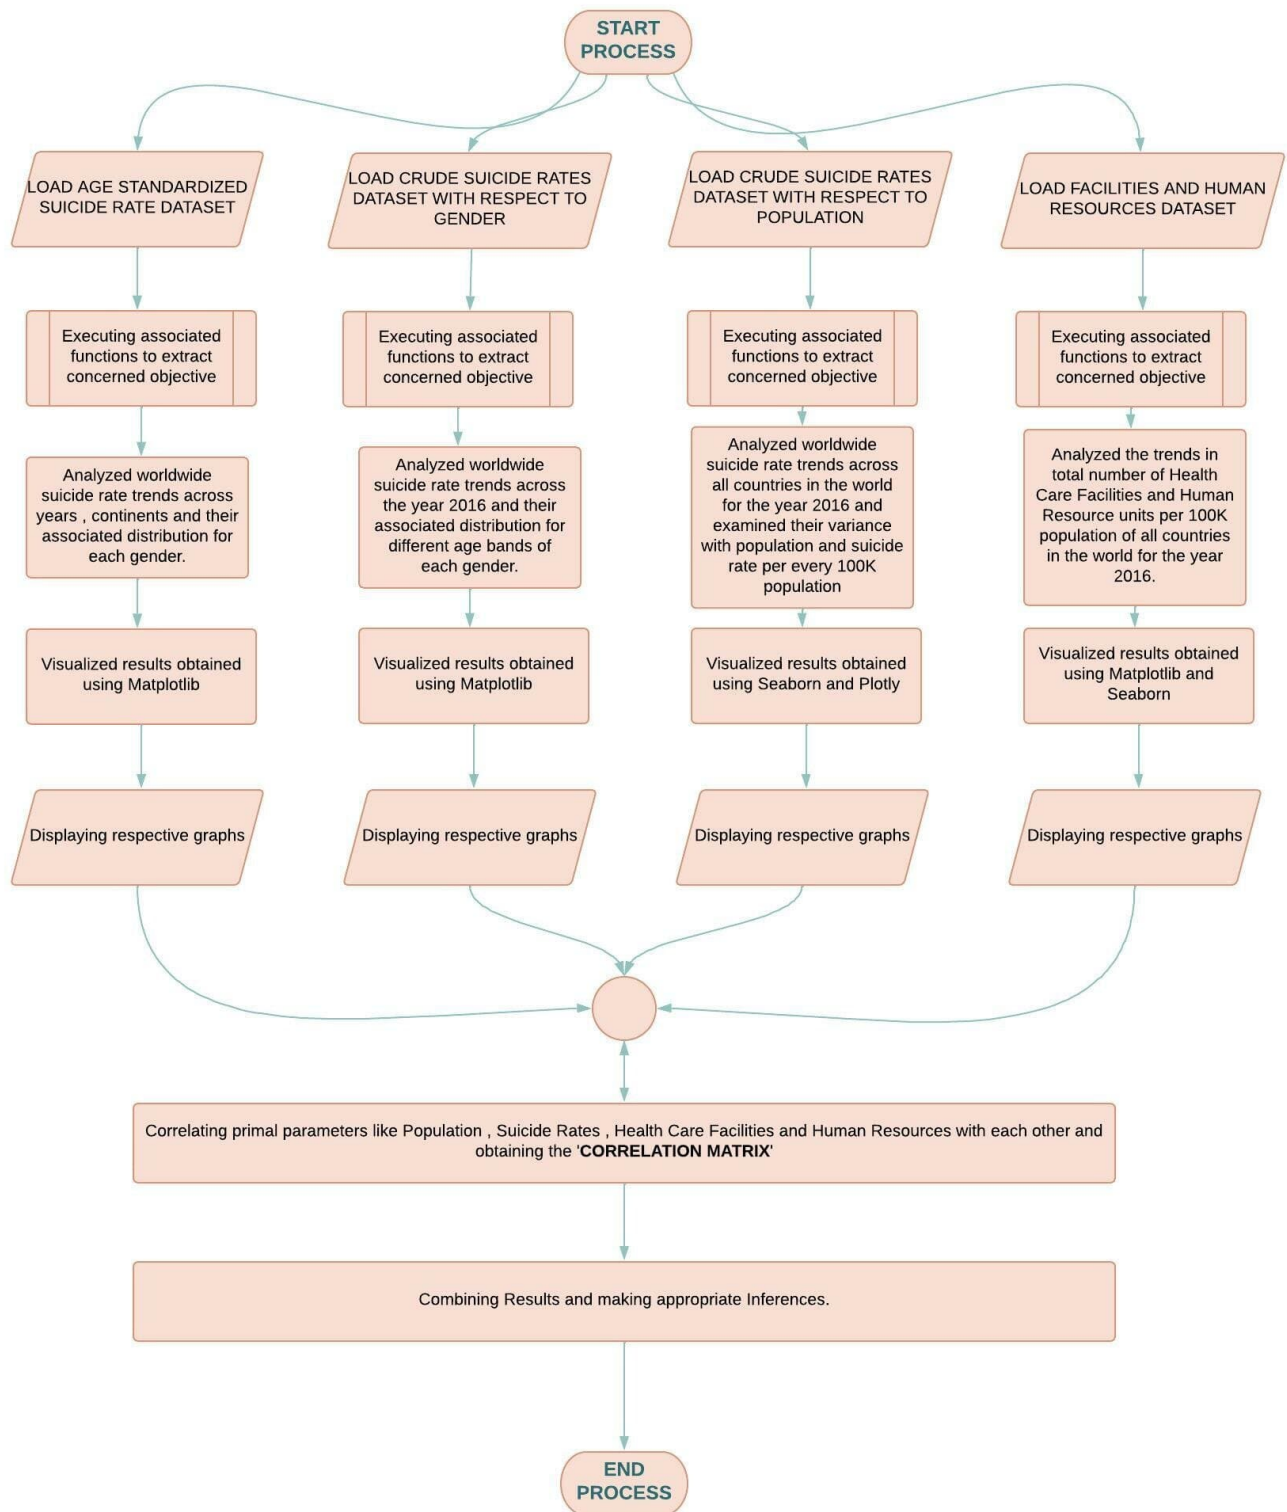 START
PROCESS
LOAD AGE STANDARDIZED
SUICIDE RATE DATASET
LOAD CRUDE SUICIDE RATES
DATASET WITH RESPECT TO
GENDER
LOAD CRUDE SUICIDE RATES
DATASET WITH RESPECT TO
POPULATION
LOAD FACILITIES AND HUMAN
RESOURCES DATASET
Executing associated
functions to extract
concerned objective
Executing associated
functions to extract
concerned objective
Executing associated
functions to extract
concerned objective
Executing associated
functions to extract
concerned objective
Analyzed worldwide
suicide rate trends across
years , continents and their
associated distribution for
each gender.
Analyzed worldwide
suicide rate trends across
the year 2016 and their
associated distribution for
different age bands of
each gender.
Analyzed worldwide
suicide rate trends across
all countries in the world
for the year 2016 and
examined their variance
with population and suicide
rate per every 100K
population
Analyzed the trends in
total number of Health
Care Facilities and Human
Resource units per 100K
population of all countries
in the world for the year
2016.
Visualized results obtained
using Matplotlib
Visualized results obtained
using Matplotlib
Visualized results obtained
using Seaborn and Plotly
Visualized results obtained
using Matplotlib and
Seaborn
Displaying respective graphs
Displaying respective graphs
Displaying respective graphs
Displaying respective graphs
Correlating primal parameters like Population , Suicide Rates , Health Care Facilities and Human Resources with each other and
obtaining the 'CORRELATION MATRIX'
Combining Results and making appropriate Inferences.
END
PROCESS